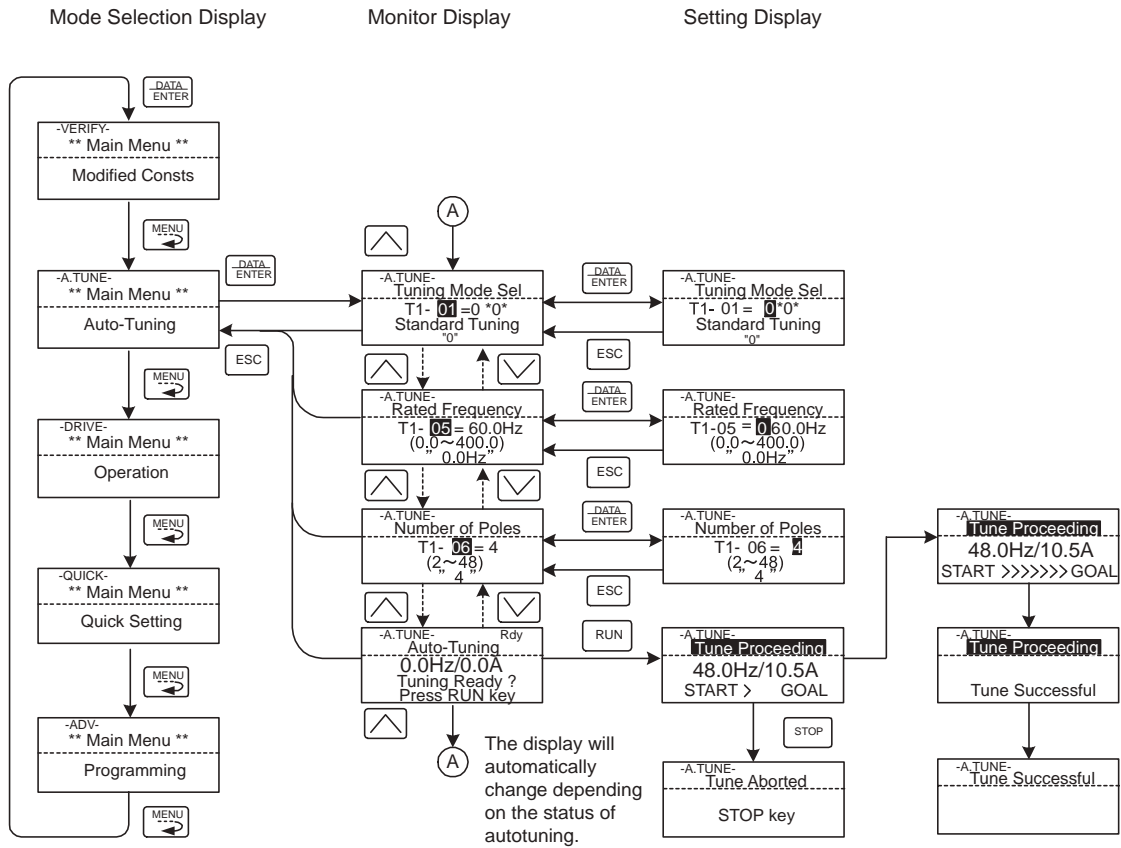 Mode Selection Display
Monitor Display
Setting Display
DATA
ENTER
-VERIFY-
** Main Menu **
Modified Consts
MENU
-A.TUNE-
** Main Menu **
Auto-Tuning
MENU
-DRIVE-
** Main Menu **
Operation
MENU
-QUICK-
** Main Menu **
Quick Setting
MENU
-ADV-
** Main Menu **
Programming
MENU
DATA
ENTER
ESC
A
-A.TUNE-
Tuning Mode Sel
T1- 01 =0 *0*
Standard Tuning
"0"
-A.TUNE-
Rated Frequency
T1- 05 = 60.0Hz
(0.0～400.0)
" 0.0Hz"
-A.TUNE-
Number of Poles
T1- 06 = 4
(2～48)
" 4 "
-A.TUNE- Rdy
Auto-Tuning
0.0Hz/0.0A
Tuning Ready ?
Press RUN key
A
The display will
automatically
change depending
on the status of
autotuning.
DATA
ENTER
ESC
DATA
ENTER
ESC
DATA
ENTER
ESC
RUN
-A.TUNE-
Tuning Mode Sel
T1- 01 = 0 *0*
Standard Tuning
"0"
-A.TUNE-
Rated Frequency
T1-05 = 0 60.0Hz
(0.0～400.0)
" 0.0Hz"
-A.TUNE-
Number of Poles
T1- 06 = 4
(2～48)
" 4 "
-A.TUNE-
Tune Proceeding
48.0Hz/10.5A
START > GOAL
STOP
-A.TUNE-
Tune Aborted
STOP key
-A.TUNE-
Tune Proceeding
48.0Hz/10.5A
START >>>>>>> GOAL
-A.TUNE-
Tune Proceeding
Tune Successful
-A.TUNE-
Tune Successful